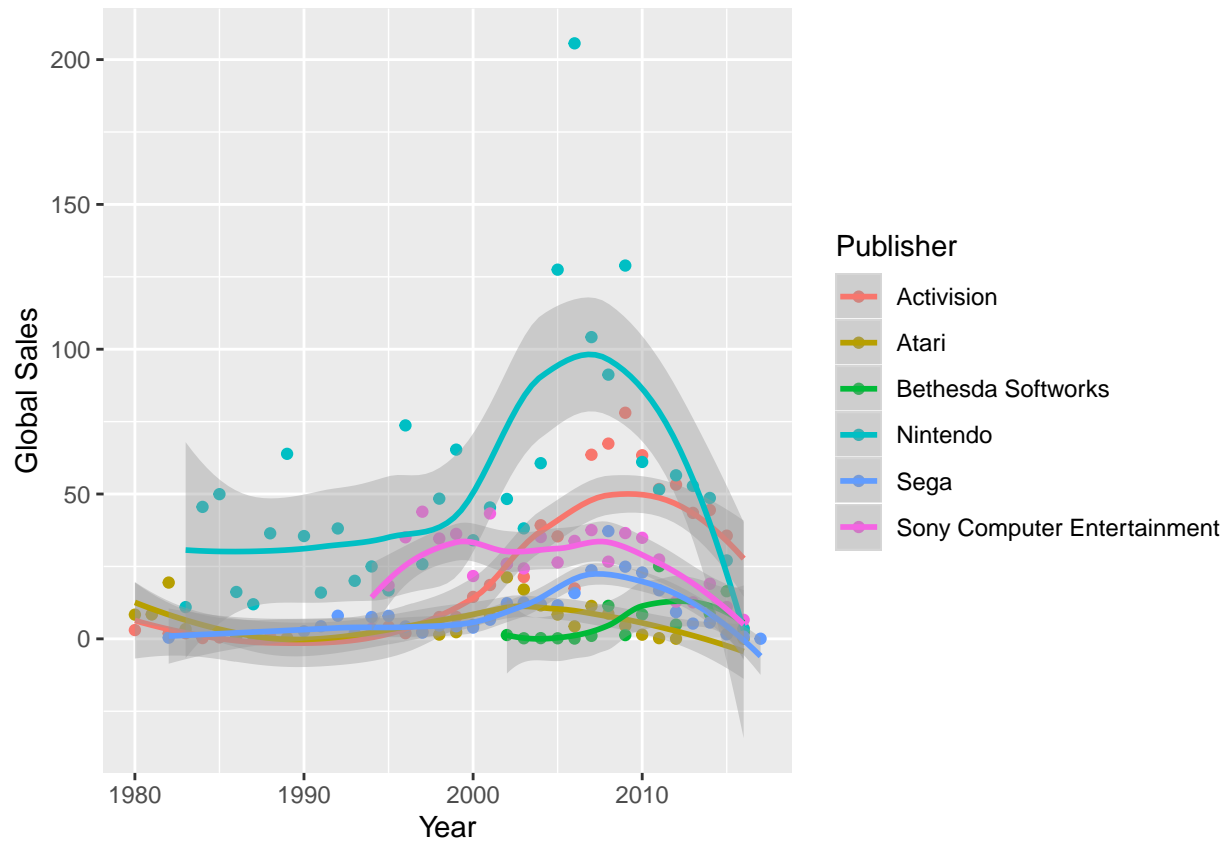 200
150
100
50
0
Global Sales
1980
1990
2000
2010
Year
Publisher
Activision
Atari
Bethesda Softworks
Nintendo
Sega
Sony Computer Entertainment